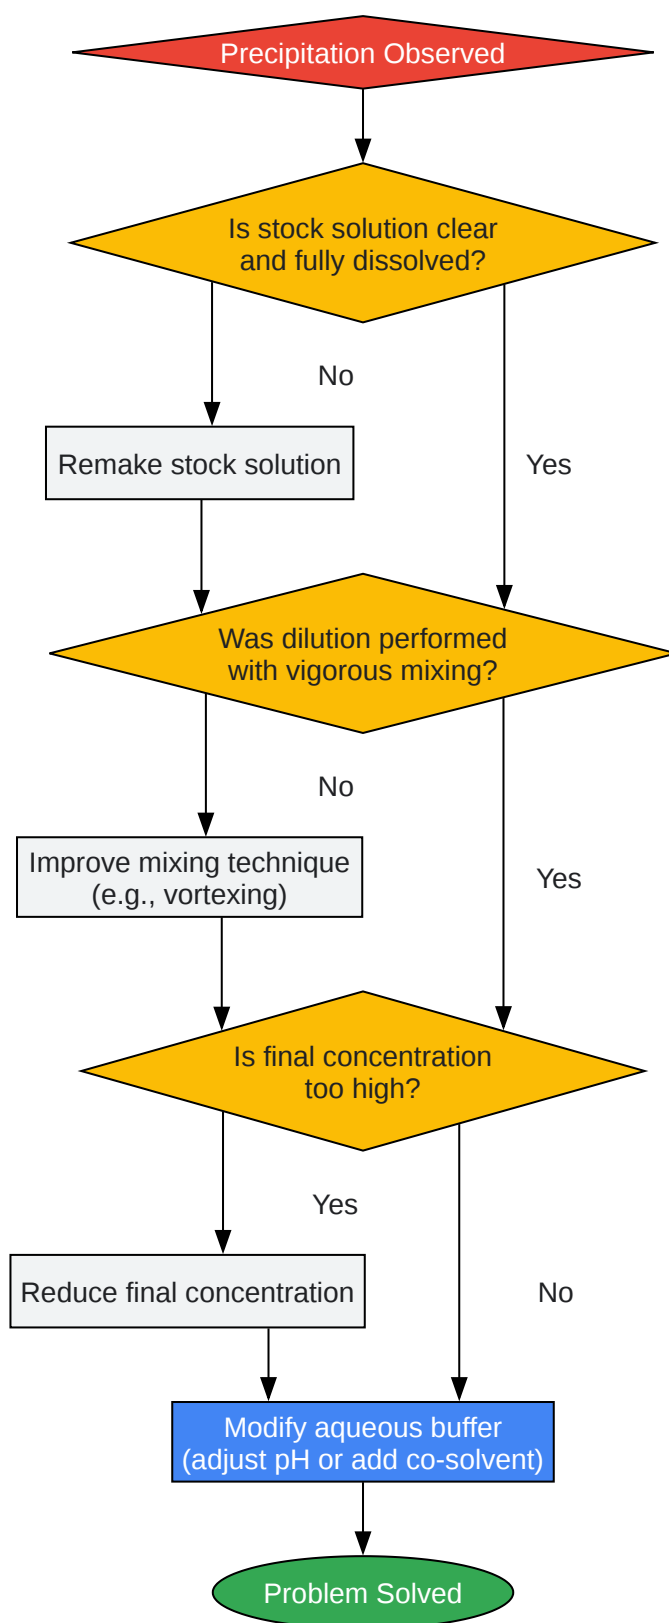 Precipitation Observed
Is stock solution clear
and fully dissolved?
No
Remake stock solution
Yes
Was dilution performed
with vigorous mixing?
No
Improve mixing technique
(e.g., vortexing)
Yes
Is final concentration
too high?
Yes
Reduce final concentration
No
Modify aqueous buffer
(adjust pH or add co-solvent)
Problem Solved